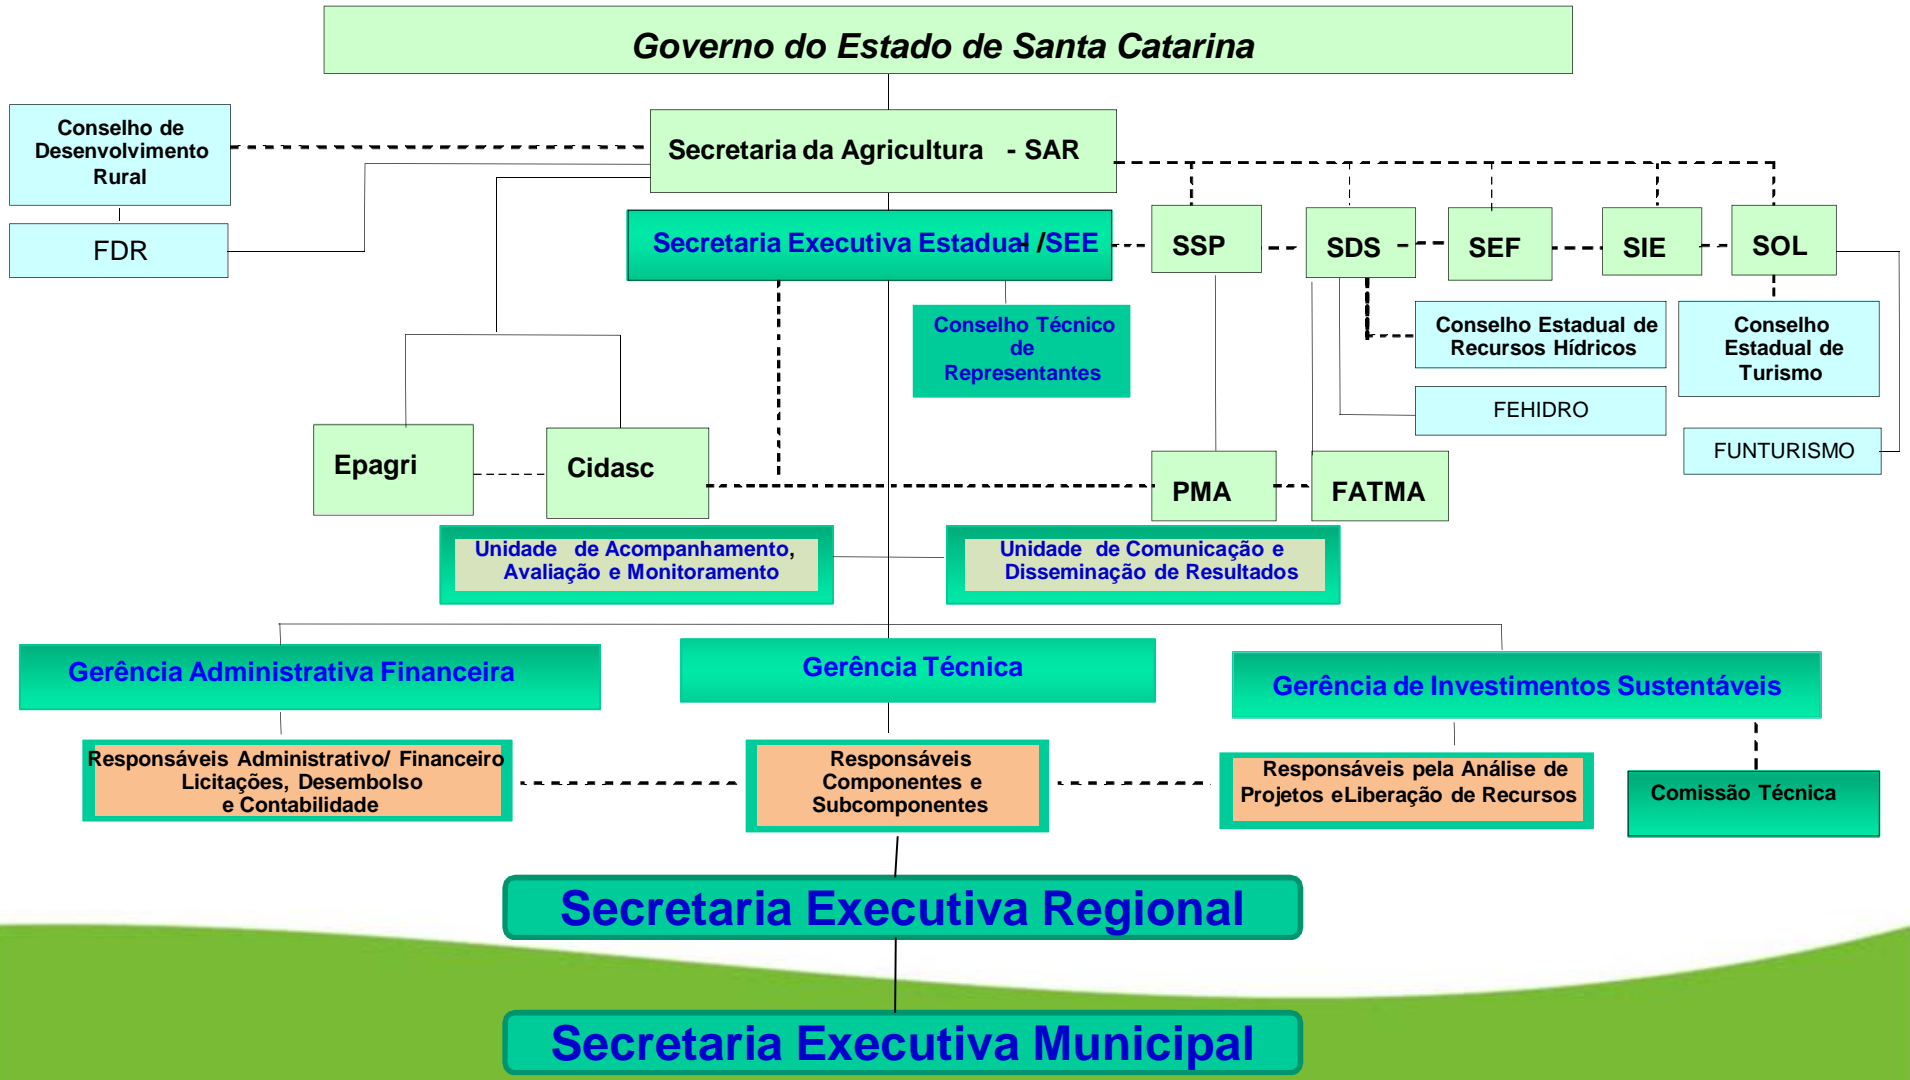 Governo do Estado de Santa Catarina
Conselho de
Desenvolvimento
Rural
Secretaria da Agricultura - SAR
FDR
Secretaria Executiva Estadual - /SEE
SSP
SDS
SEF
SIE
SOL
Conselho Técnico
de
Representantes
Conselho Estadual de
Recursos Hídricos
Conselho
Estadual de
Turismo
FEHIDRO
FUNTURISMO
Epagri
Cidasc
PMA
FATMA
Unidade de Acompanhamento,
Avaliação e Monitoramento
Unidade de Comunicação e
Disseminação de Resultados
Gerência Administrativa Financeira
Gerência Técnica
Gerência de Investimentos Sustentáveis
Responsáveis Administrativo/ Financeiro
Licitações, Desembolso
e Contabilidade
Responsáveis
Componentes e
Subcomponentes
Responsáveis pela Análise de
Projetos eLiberação de Recursos
Comissão Técnica
Secretaria Executiva Regional
Secretaria Executiva Municipal